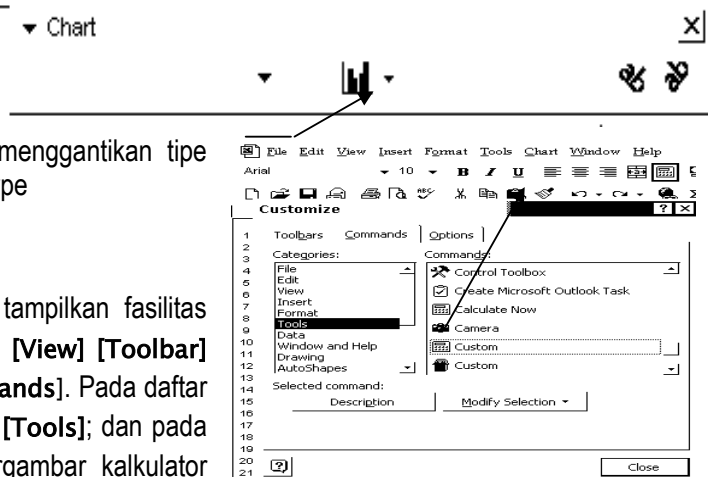 Chart X
menggantikan tipe
pe
tampilkan fasilitas
[View] [Toolbar]
ands]. Pada daftar
[Tools]; dan pada
rgambar kalkulator
File Edit View Insert Format Tools Chart Window Help
Arial 10 B I U
ABC
Customize ? X
Toolbars Commands Options
Categories: Commands:
File
Edit
View
Insert
Format
Tools
Data
Window and Help
Drawing
AutoShapes
Control Toolbox
Create Microsoft Outlook Task
Calculate Now
Camera
Custom
Custom
Selected command:
Description Modify Selection
Close
1
2
3
4
5
6
7
8
9
10
11
12
13
14
15
16
17
18
19
20
21